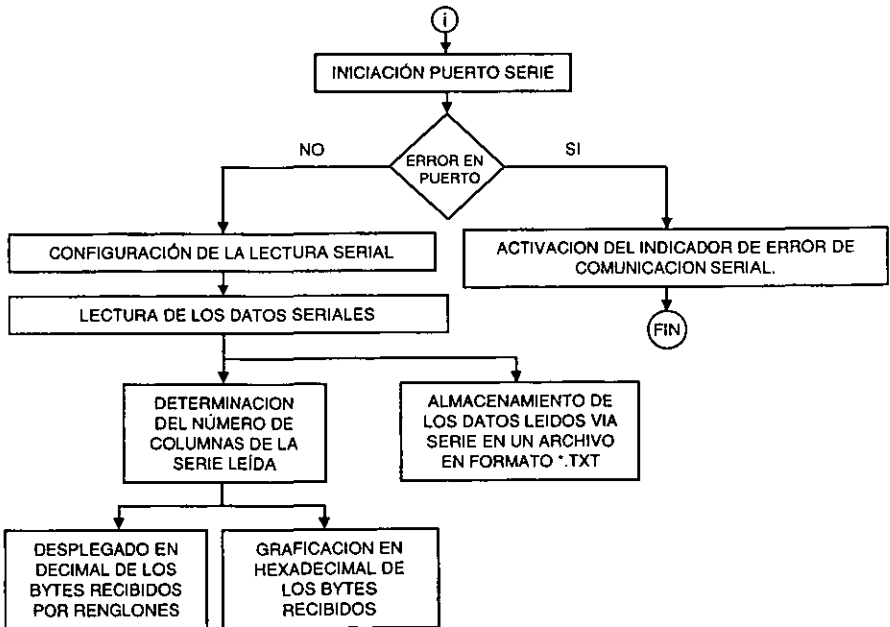 i
INICIACIÓN PUERTO SERIE
ERROR EN
PUERTO
NO
SI
CONFIGURACIÓN DE LA LECTURA SERIAL
ACTIVACION DEL INDICADOR DE ERROR DE
COMUNICACION SERIAL.
LECTURA DE LOS DATOS SERIALES
FIN
DETERMINACION
DEL NÚMERO DE
COLUMNAS DE LA
SERIE LEÍDA
ALMACENAMIENTO DE
LOS DATOS LEIDOS VIA
SERIE EN UN ARCHIVO
EN FORMATO *.TXT
DESPLEGADO EN
DECIMAL DE LOS
BYTES RECIBIDOS
POR RENGLONES
GRAFICACION EN
HEXADECIMAL DE
LOS BYTES
RECIBIDOS